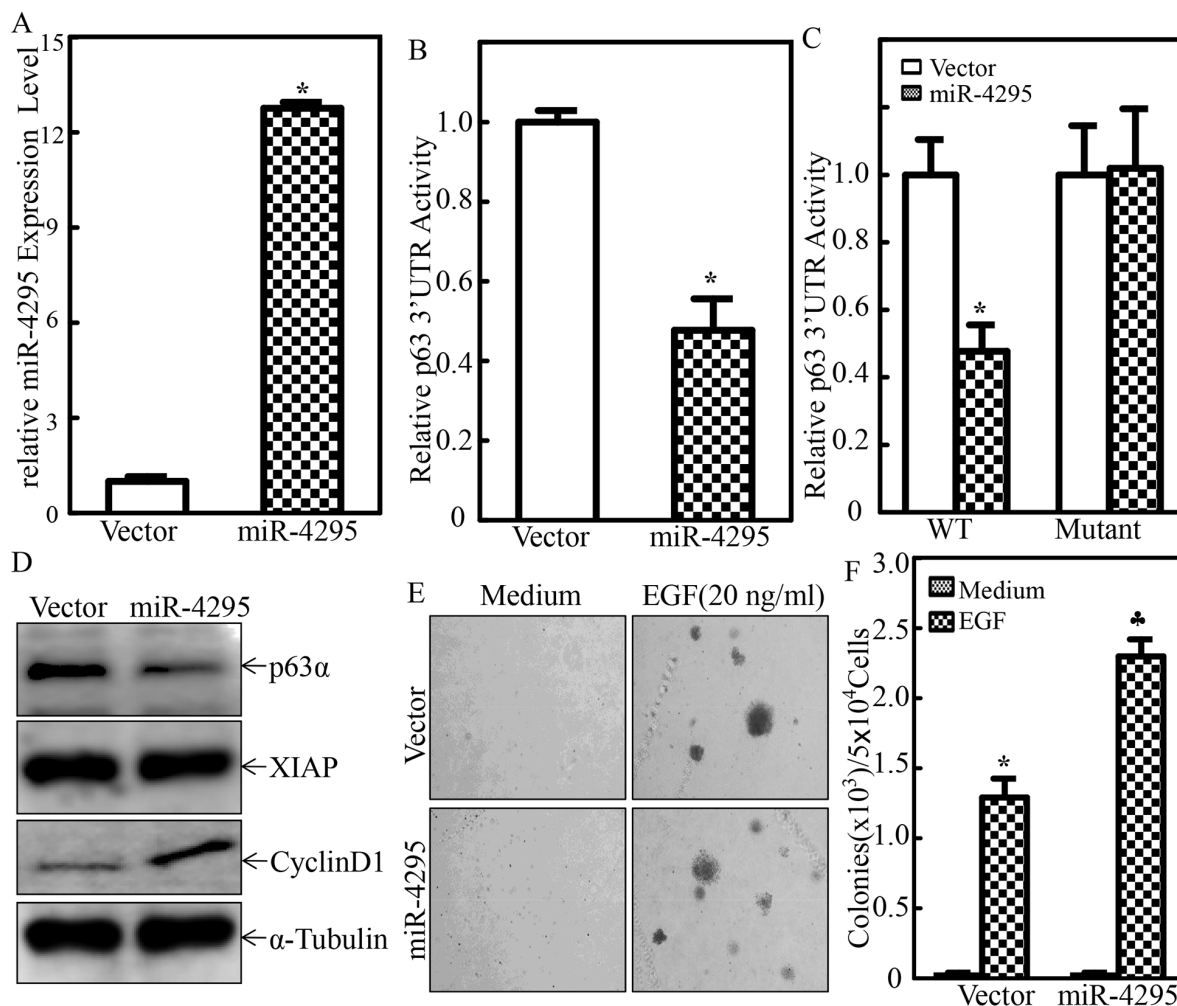 A
relative miR-4295 Expression Level
15
12
9
6
3
0
*
Vector
miR-4295
B
Relative p63 3’UTR Activity
1.0
0.8
0.6
0.4
0.2
0
*
Vector
miR-4295
C
Vector
miR-4295
Relative p63 3’UTR Activity
1.0
0.8
0.6
0.4
0.2
0
*
WT
Mutant
D
Vector miR-4295
p63α
XIAP
CyclinD1
α-Tubulin
E
Medium
EGF(20 ng/ml)
Vector
miR-4295
F
Medium
EGF
Colonies(x10³)/5x10⁴Cells
3.0
2.5
2.0
1.5
1.0
0.5
0
*
♣
Vector
miR-4295